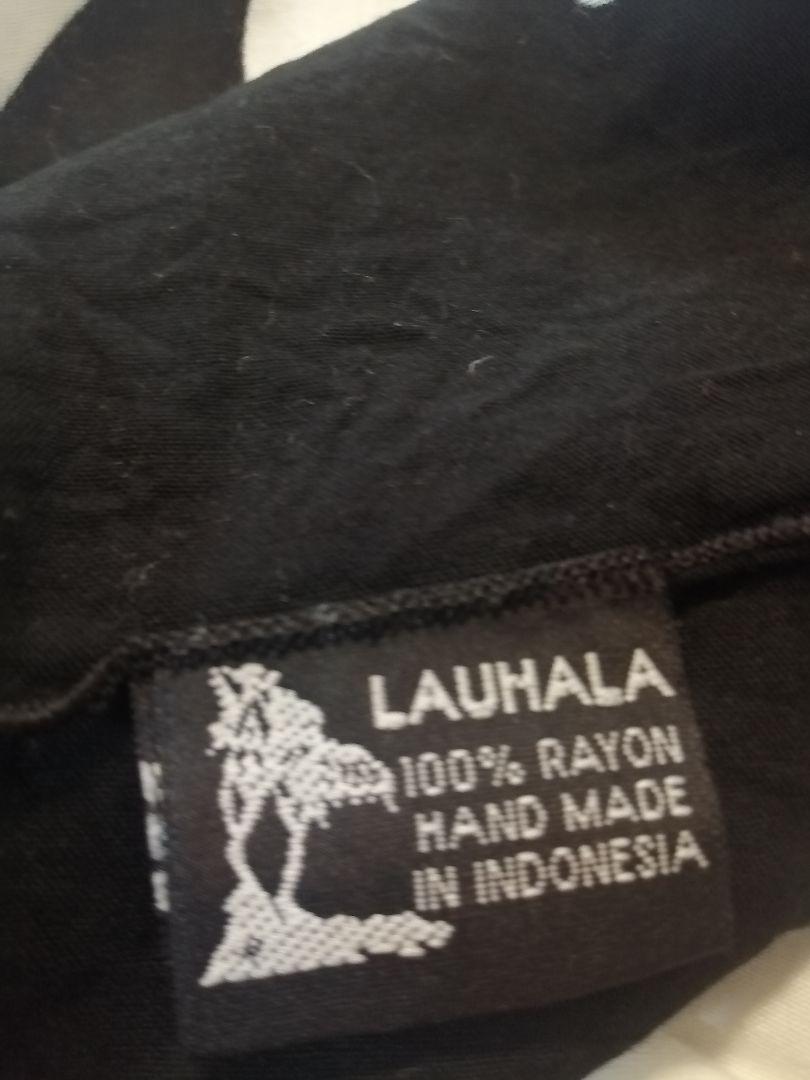 LAUHALA
100% RAYON
HAND MADE
IN INDONESIA